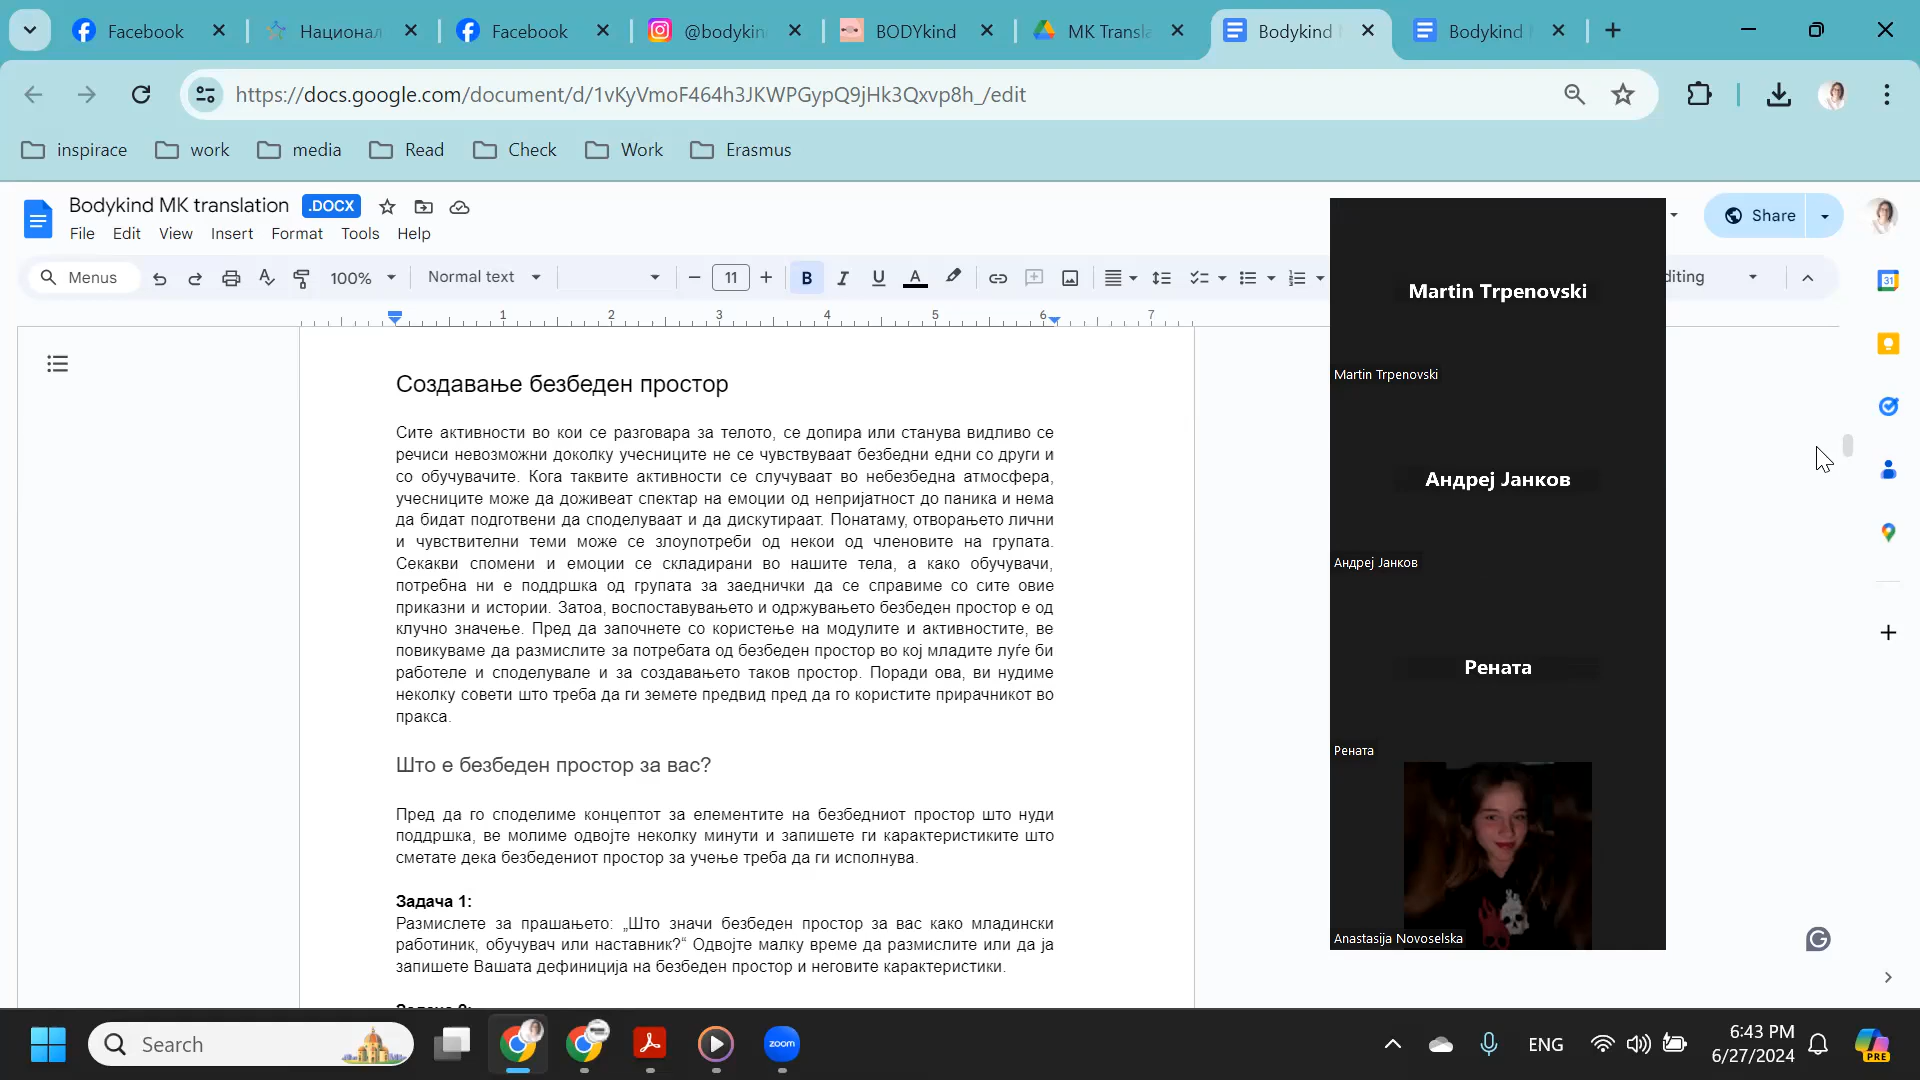 Facebook
Национал
Facebook
@bodykin
BODYkind
MK Transla
Bodykind
Bodykind
https://docs.google.com/document/d/1vKyVmoF464h3JKWPGypQ9jHk3Qxvp8h_/edit
inspirace
work
media
Read
Check
Work
Erasmus
Bodykind MK translation
.DOCX
File Edit View Insert Format Tools Help
Share
Menus
100%
Normal text
11
B
I
U
A
diting
1 2 3 4 5 6 7
Создавање безбеден простор
Сите активности во кои се разговара за телото, се допира или станува видливо се
речиси невозможни доколку учесниците не се чувствуваат безбедни едни со други и
со обучувачите. Кога таквите активности се случуваат во небезбедна атмосфера,
учесниците може да доживеат спектар на емоции од непријатност до паника и нема
да бидат подготвени да споделуваат и да дискутираат. Понатаму, отворањето лични
и чувствителни теми може се злоупотреби од некои од членовите на групата.
Секакви спомени и емоции се складирани во нашите тела, а како обучувачи,
потребна ни е поддршка од групата за заеднички да се справиме со сите овие
приказни и истории. Затоа, воспоставувањето и одржувањето безбеден простор е од
клучно значење. Пред да започнете со користење на модулите и активностите, ве
повикуваме да размислите за потребата од безбеден простор во кој младите луѓе би
работеле и споделувале и за создавањето таков простор. Поради ова, ви нудиме
неколку совети што треба да ги земете предвид пред да го користите прирачникот во
пракса.
Што е безбеден простор за вас?
Пред да го споделиме концептот за елементите на безбедниот простор што нуди
поддршка, ве молиме одвојте неколку минути и запишете ги карактеристиките што
сметате дека безбедениот простор за учење треба да ги исполнува.
Задача 1:
Размислете за прашањето: „Што значи безбеден простор за вас како младински
работиник, обучувач или наставник?“ Одвојте малку време да размислите или да ја
запишете Вашата дефиниција на безбеден простор и неговите карактеристики.
Martin Trpenovski
Martin Trpenovski
Андреј Јанков
Андреј Јанков
Рената
Рената
Anastasija Novoselska
31
Search
zoom
ENG
6:43 PM
6/27/2024
PRE